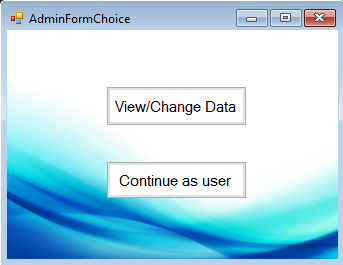 AdminFormChoice
View/Change Data
Continue as user